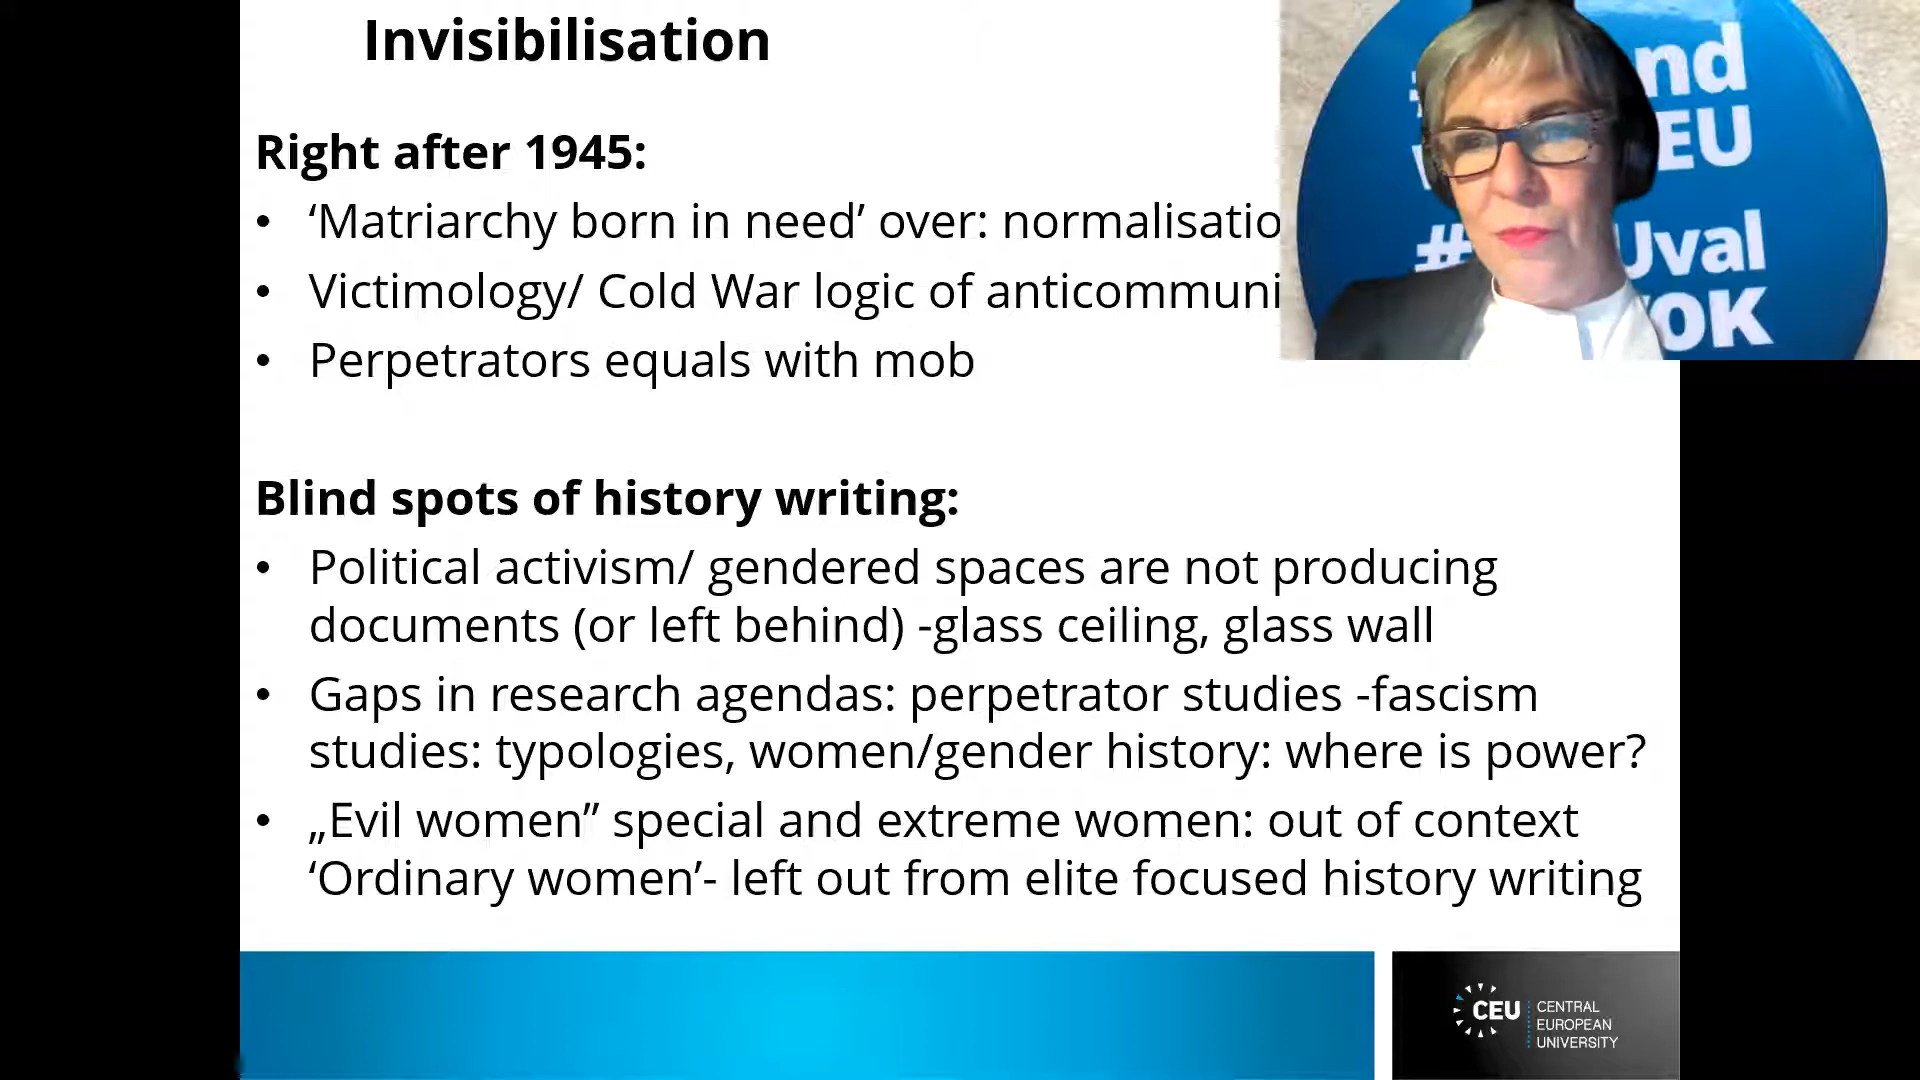 Invisibilisation
Right after 1945:
• ‘Matriarchy born in need’ over: normalisatio
• Victimology/ Cold War logic of anticommuni
• Perpetrators equals with mob
Blind spots of history writing:
• Political activism/ gendered spaces are not producing
documents (or left behind) -glass ceiling, glass wall
• Gaps in research agendas: perpetrator studies -fascism
studies: typologies, women/gender history: where is power?
• „Evil women” special and extreme women: out of context
‘Ordinary women’- left out from elite focused history writing
nd
EU
#
Uval
OK
CEU
CENTRAL
EUROPEAN
UNIVERSITY